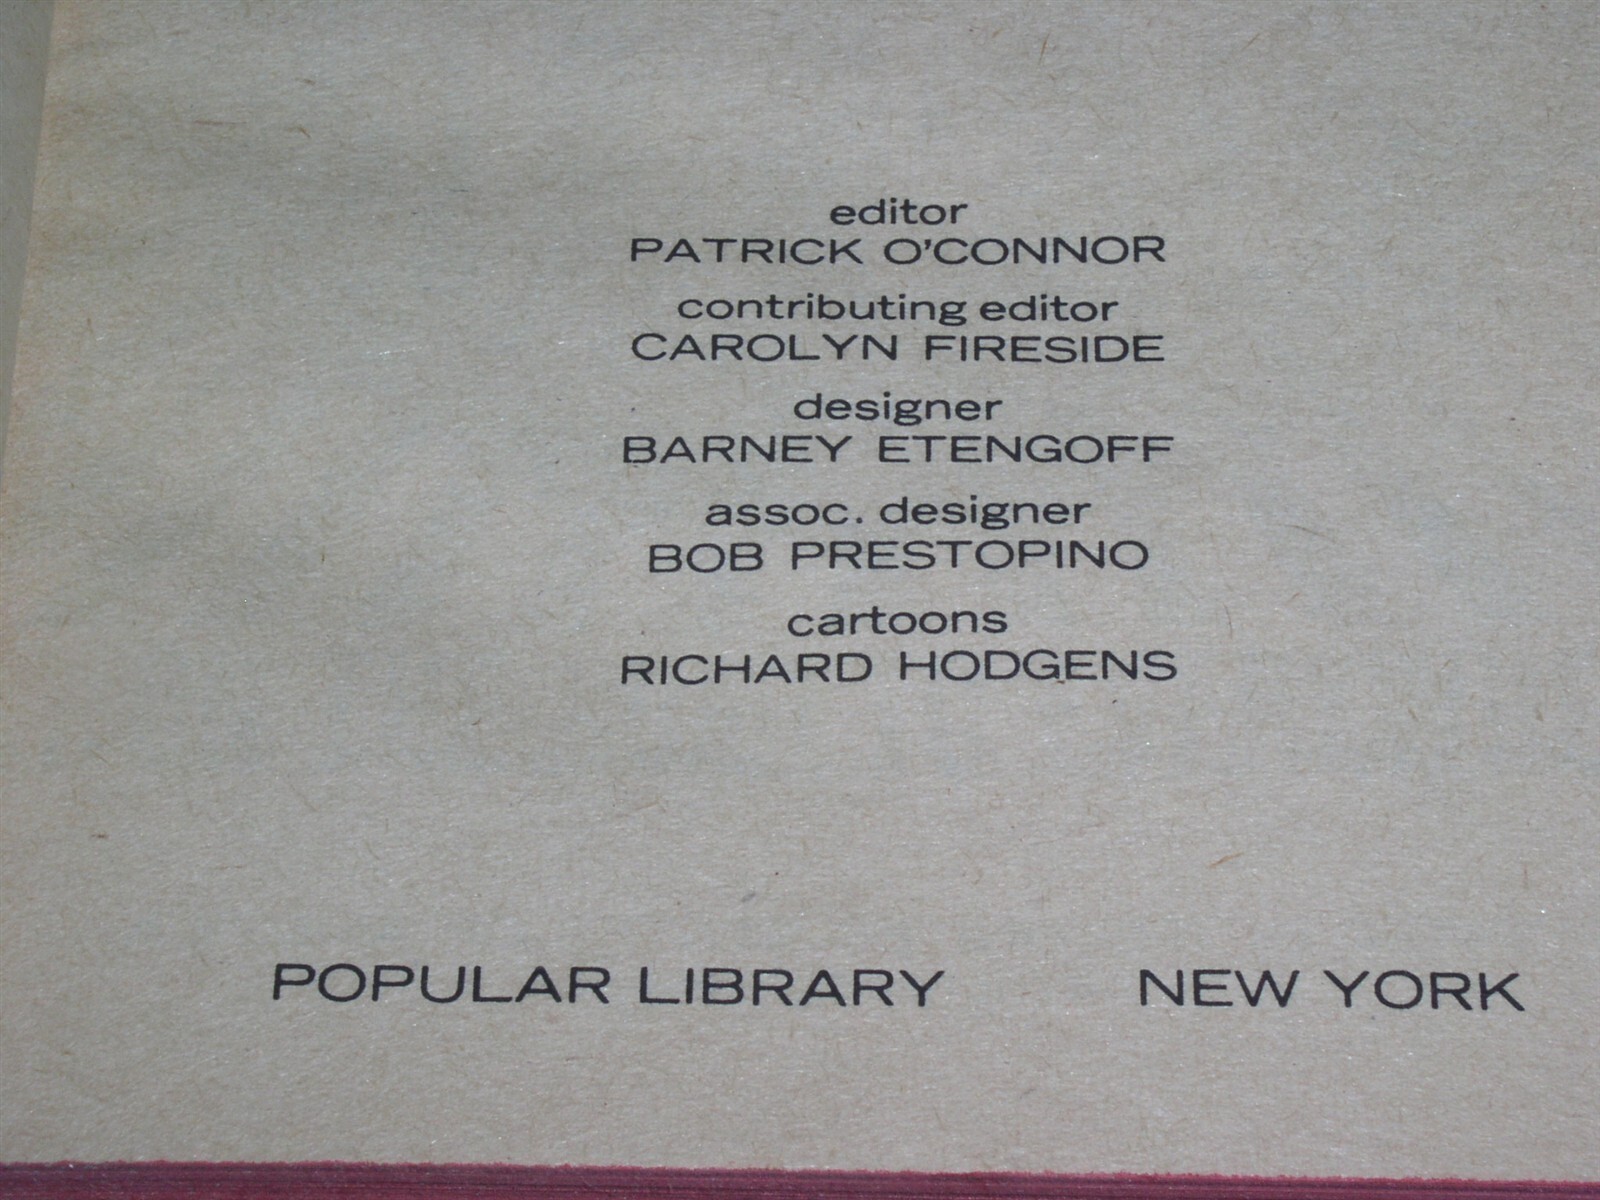 editor
PATRICK O'CONNOR
contributing editor
CAROLYN FIRESIDE
designer
BARNEY ETENGOFF
assoc. designer
BOB PRESTOPINO
cartoons
RICHARD HODGENS
POPULAR LIBRARY NEW YORK